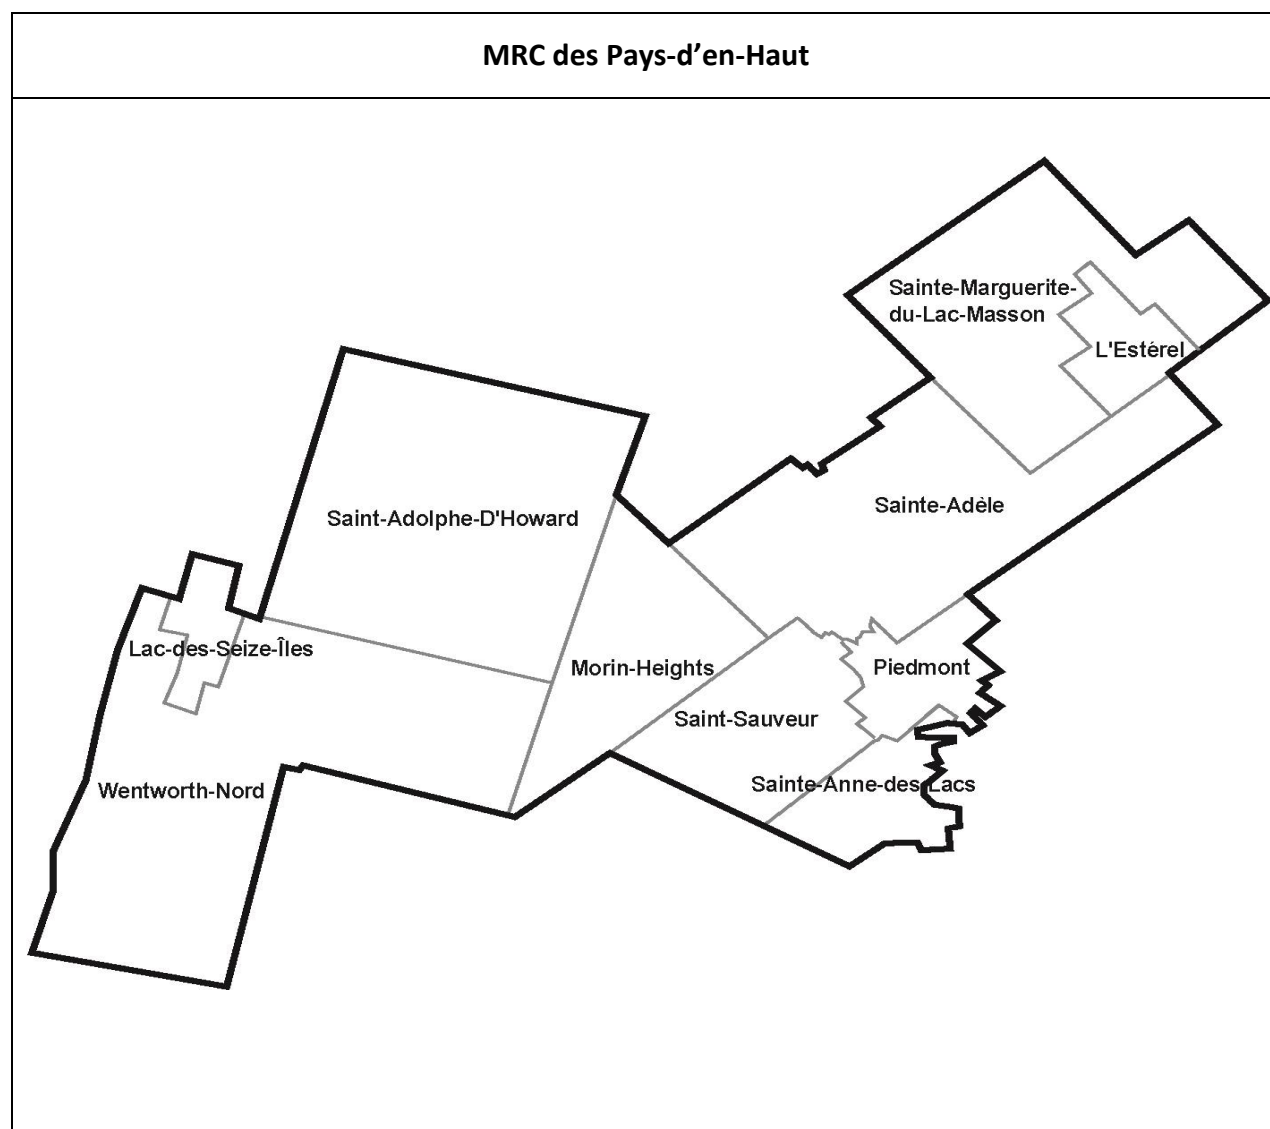 MRC des Pays-d’en-Haut
Sainte-Marguerite-
du-Lac-Masson
L'Estérel
Sainte-Adèle
Saint-Adolphe-D'Howard
Lac-des-Seize-Îles
Morin-Heights
Piedmont
Saint-Sauveur
Sainte-Anne-des-Lacs
Wentworth-Nord